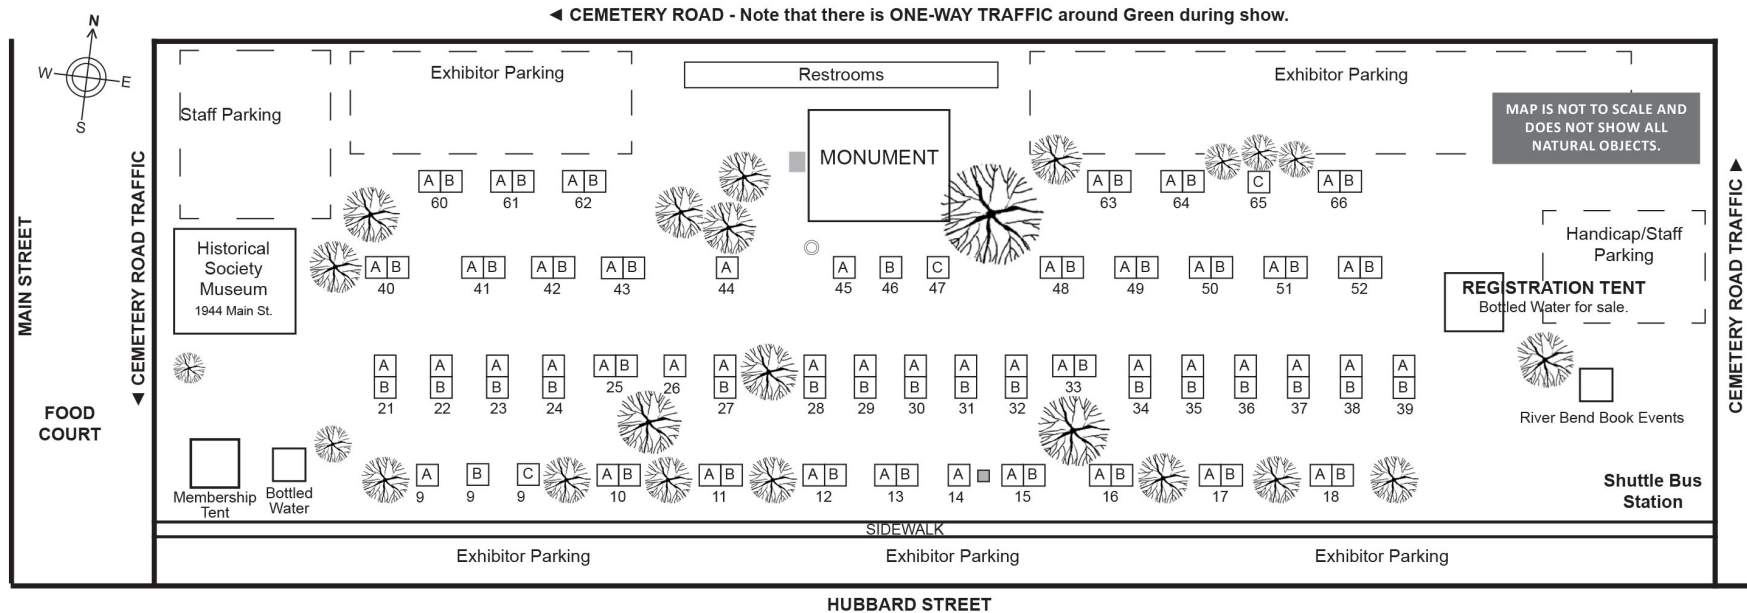 ◄ CEMETERY ROAD - Note that there is ONE-WAY TRAFFIC around Green during show.
N
W
E
S
Staff Parking
Exhibitor Parking
Restrooms
Exhibitor Parking
MAP IS NOT TO SCALE AND
DOES NOT SHOW ALL
NATURAL OBJECTS.
MONUMENT
MAIN STREET
◄ CEMETERY ROAD TRAFFIC
CEMETERY ROAD TRAFFIC ►
A B A B A B A B A B C A B
60 61 62 63 64 65 66
Historical
Society
Museum
1944 Main St.
Handicap/Staff
Parking
A B A B A B A B A A B C A B A B A B A B A B
40 41 42 43 44 45 46 47 48 49 50 51 52
REGISTRATION TENT
Bottled Water for sale.
A A A A A B A A A A A A A A B A A A A A A
B B B B B B B B B B B B B B B B
21 22 23 24 25 26 27 28 29 30 31 32 33 34 35 36 37 38 39
River Bend Book Events
FOOD
COURT
Membership
Tent
Bottled
Water
A B C A B A B A B A B A A B A B A B A B
9 9 9 10 11 12 13 14 15 16 17 18
Shuttle Bus
Station
SIDEWALK
Exhibitor Parking
Exhibitor Parking
Exhibitor Parking
HUBBARD STREET